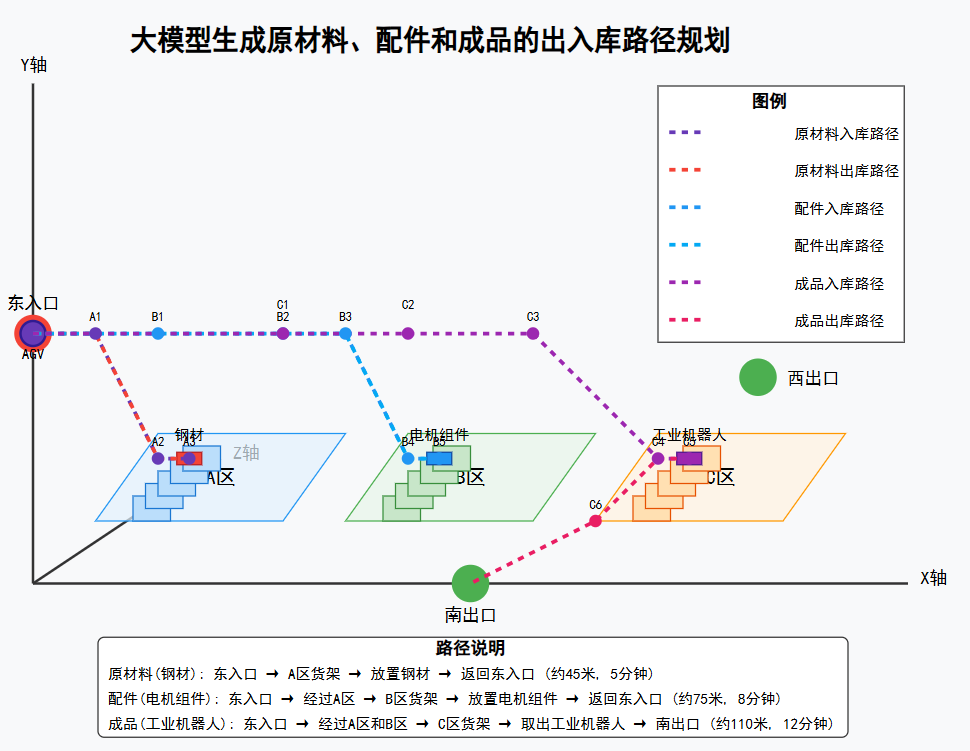 大模型生成原材料、配件和成品的出入库路径规划
Y轴
图例
原材料入库路径
原材料出库路径
配件入库路径
配件出库路径
成品入库路径
成品出库路径
东入口
AGV
A1
B1
C1
B2
B3
C2
C3
西出口
钢材
A2
A3
Z轴
A区
电机组件
B4
B5
B区
工业机器人
C4
C5
C区
C6
X轴
南出口
路径说明
原材料(钢材): 东入口 → A区货架 → 放置钢材 → 返回东入口 (约45米, 5分钟)
配件(电机组件): 东入口 → 经过A区 → B区货架 → 放置电机组件 → 返回东入口 (约75米, 8分钟)
成品(工业机器人): 东入口 → 经过A区和B区 → C区货架 → 取出工业机器人 → 南出口 (约110米, 12分钟)